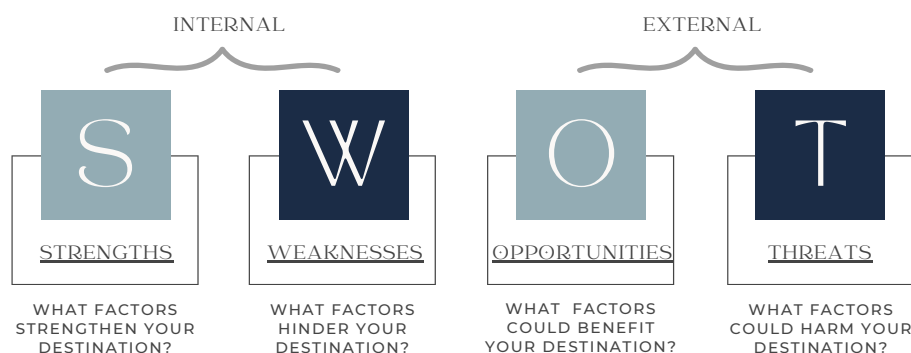 INTERNAL
EXTERNAL
S
W
O
T
STRENGTHS
WEAKNESSES
OPPORTUNITIES
THREATS
WHAT FACTORS
STRENGTHEN YOUR
DESTINATION?
WHAT FACTORS
HINDER YOUR
DESTINATION?
WHAT FACTORS
COULD BENEFIT
YOUR DESTINATION?
WHAT FACTORS
COULD HARM YOUR
DESTINATION?